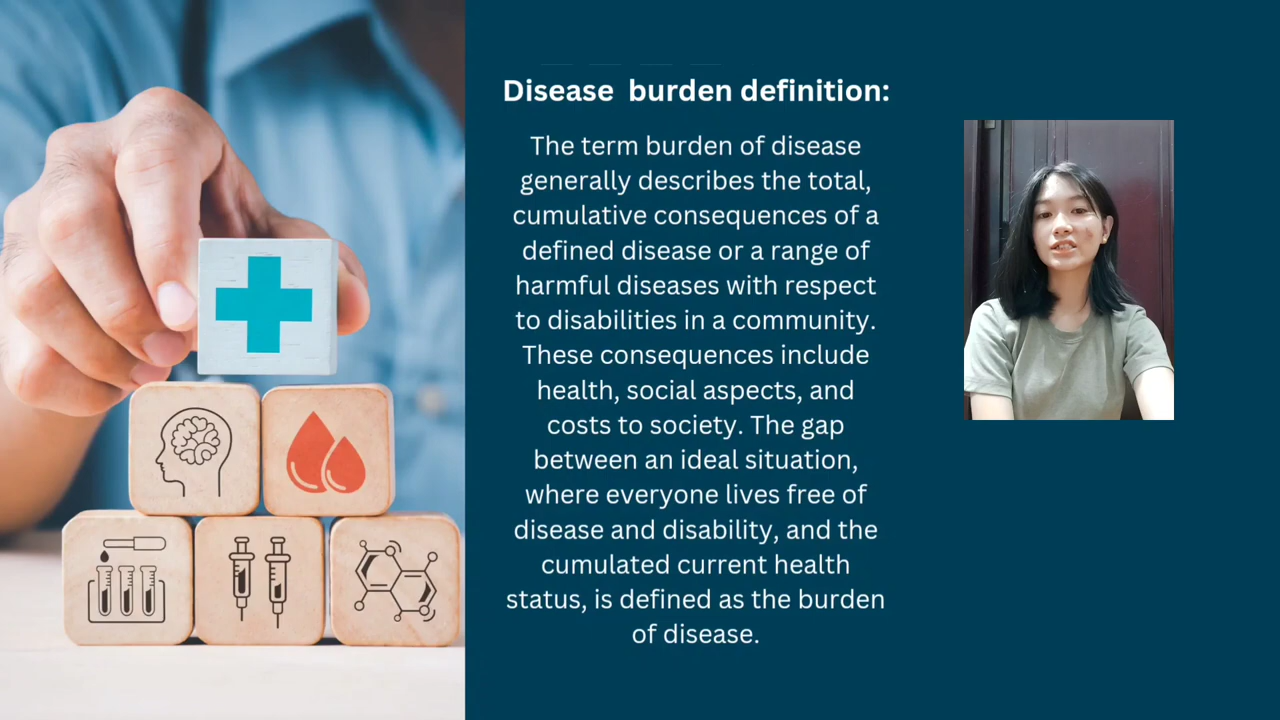 Disease  burden definition:
The term burden of disease
generally describes the total,
cumulative consequences of a
defined disease or a range of
harmful diseases with respect
to disabilities in a community.
These consequences include
health, social aspects, and
costs to society. The gap
between an ideal situation,
where everyone lives free of
disease and disability, and the
cumulated current health
status, is defined as the burden
of disease.